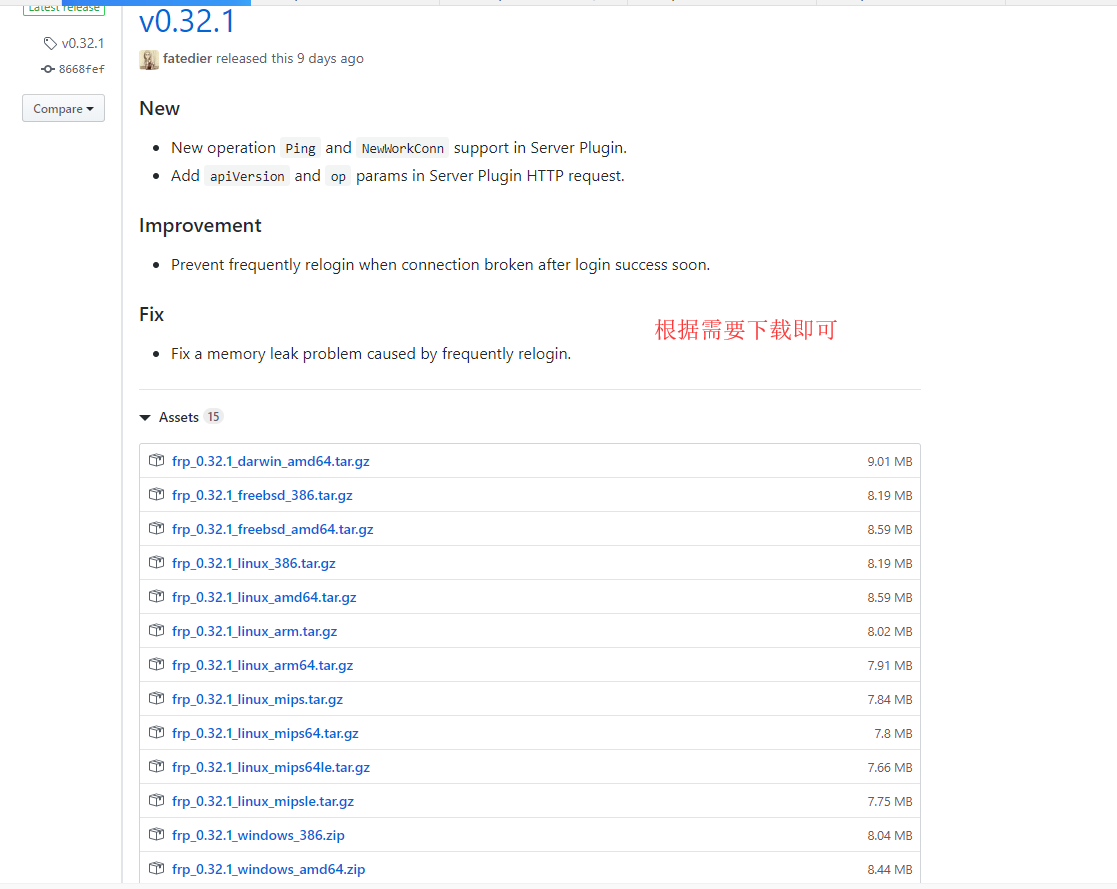 Latest release
v0.32.1
v0.32.1
8668fef
fatedier released this 9 days ago
Compare
New
New operation Ping and NewWorkConn support in Server Plugin.
Add apiVersion and op params in Server Plugin HTTP request.
Improvement
Prevent frequently relogin when connection broken after login success soon.
Fix
根据需要下载即可
Fix a memory leak problem caused by frequently relogin.
Assets 15
frp_0.32.1_darwin_amd64.tar.gz 9.01 MB
frp_0.32.1_freebsd_386.tar.gz 8.19 MB
frp_0.32.1_freebsd_amd64.tar.gz 8.59 MB
frp_0.32.1_linux_386.tar.gz 8.19 MB
frp_0.32.1_linux_amd64.tar.gz 8.59 MB
frp_0.32.1_linux_arm.tar.gz 8.02 MB
frp_0.32.1_linux_arm64.tar.gz 7.91 MB
frp_0.32.1_linux_mips.tar.gz 7.84 MB
frp_0.32.1_linux_mips64.tar.gz 7.8 MB
frp_0.32.1_linux_mips64le.tar.gz 7.66 MB
frp_0.32.1_linux_mipsle.tar.gz 7.75 MB
frp_0.32.1_windows_386.zip 8.04 MB
frp_0.32.1_windows_amd64.zip 8.44 MB